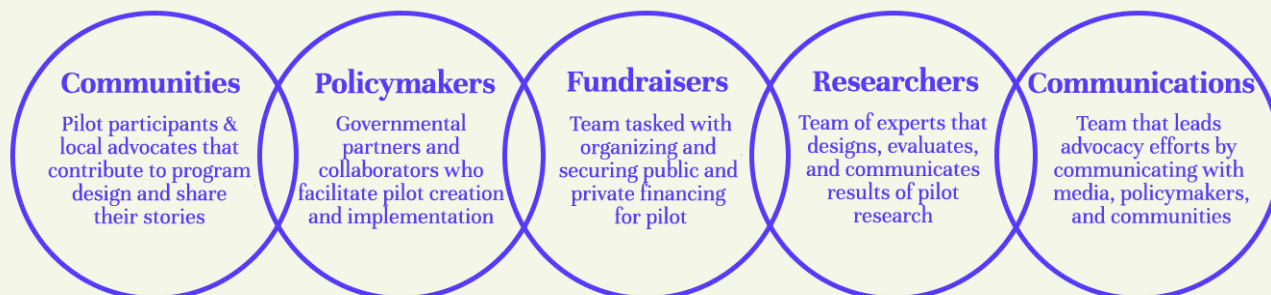 Communities
Pilot participants &
local advocates that
contribute to program
design and share
their stories
Policymakers
Governmental
partners and
collaborators who
facilitate pilot creation
and implementation
Fundraisers
Team tasked with
organizing and
securing public and
private financing
for pilot
Researchers
Team of experts that
designs, evaluates,
and communicates
results of pilot
research
Communications
Team that leads
advocacy efforts by
communicating with
media, policymakers,
and communities